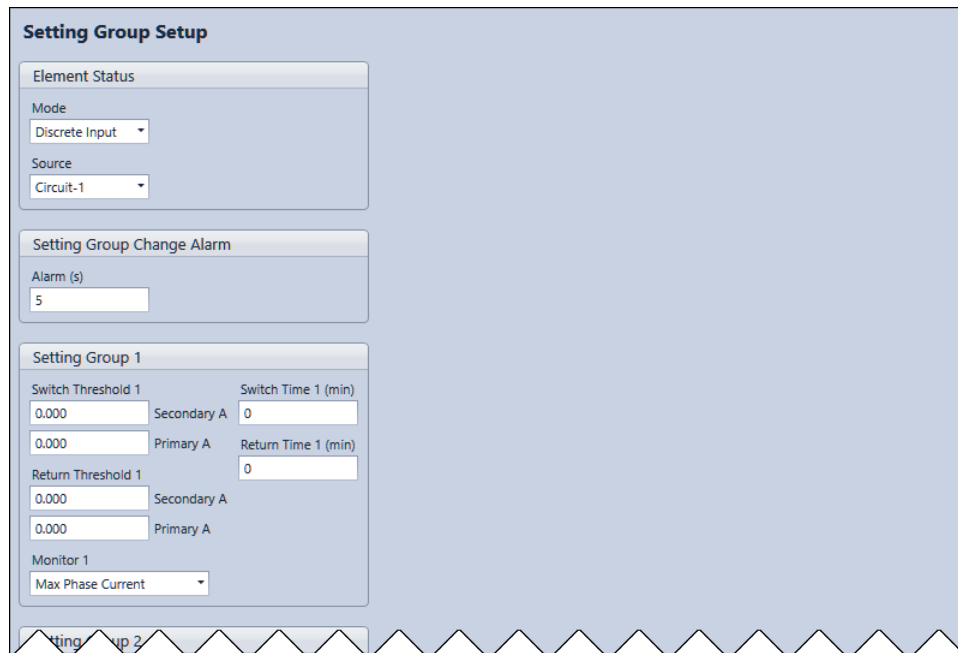 Setting Group Setup
Element Status
Mode
Discrete Input
Source
Circuit-1
Setting Group Change Alarm
Alarm (s)
5
Setting Group 1
Switch Threshold 1 Switch Time 1 (min)
0.000 Secondary A 0
0.000 Primary A Return Time 1 (min)
Return Threshold 1 0
0.000 Secondary A
0.000 Primary A
Monitor 1
Max Phase Current